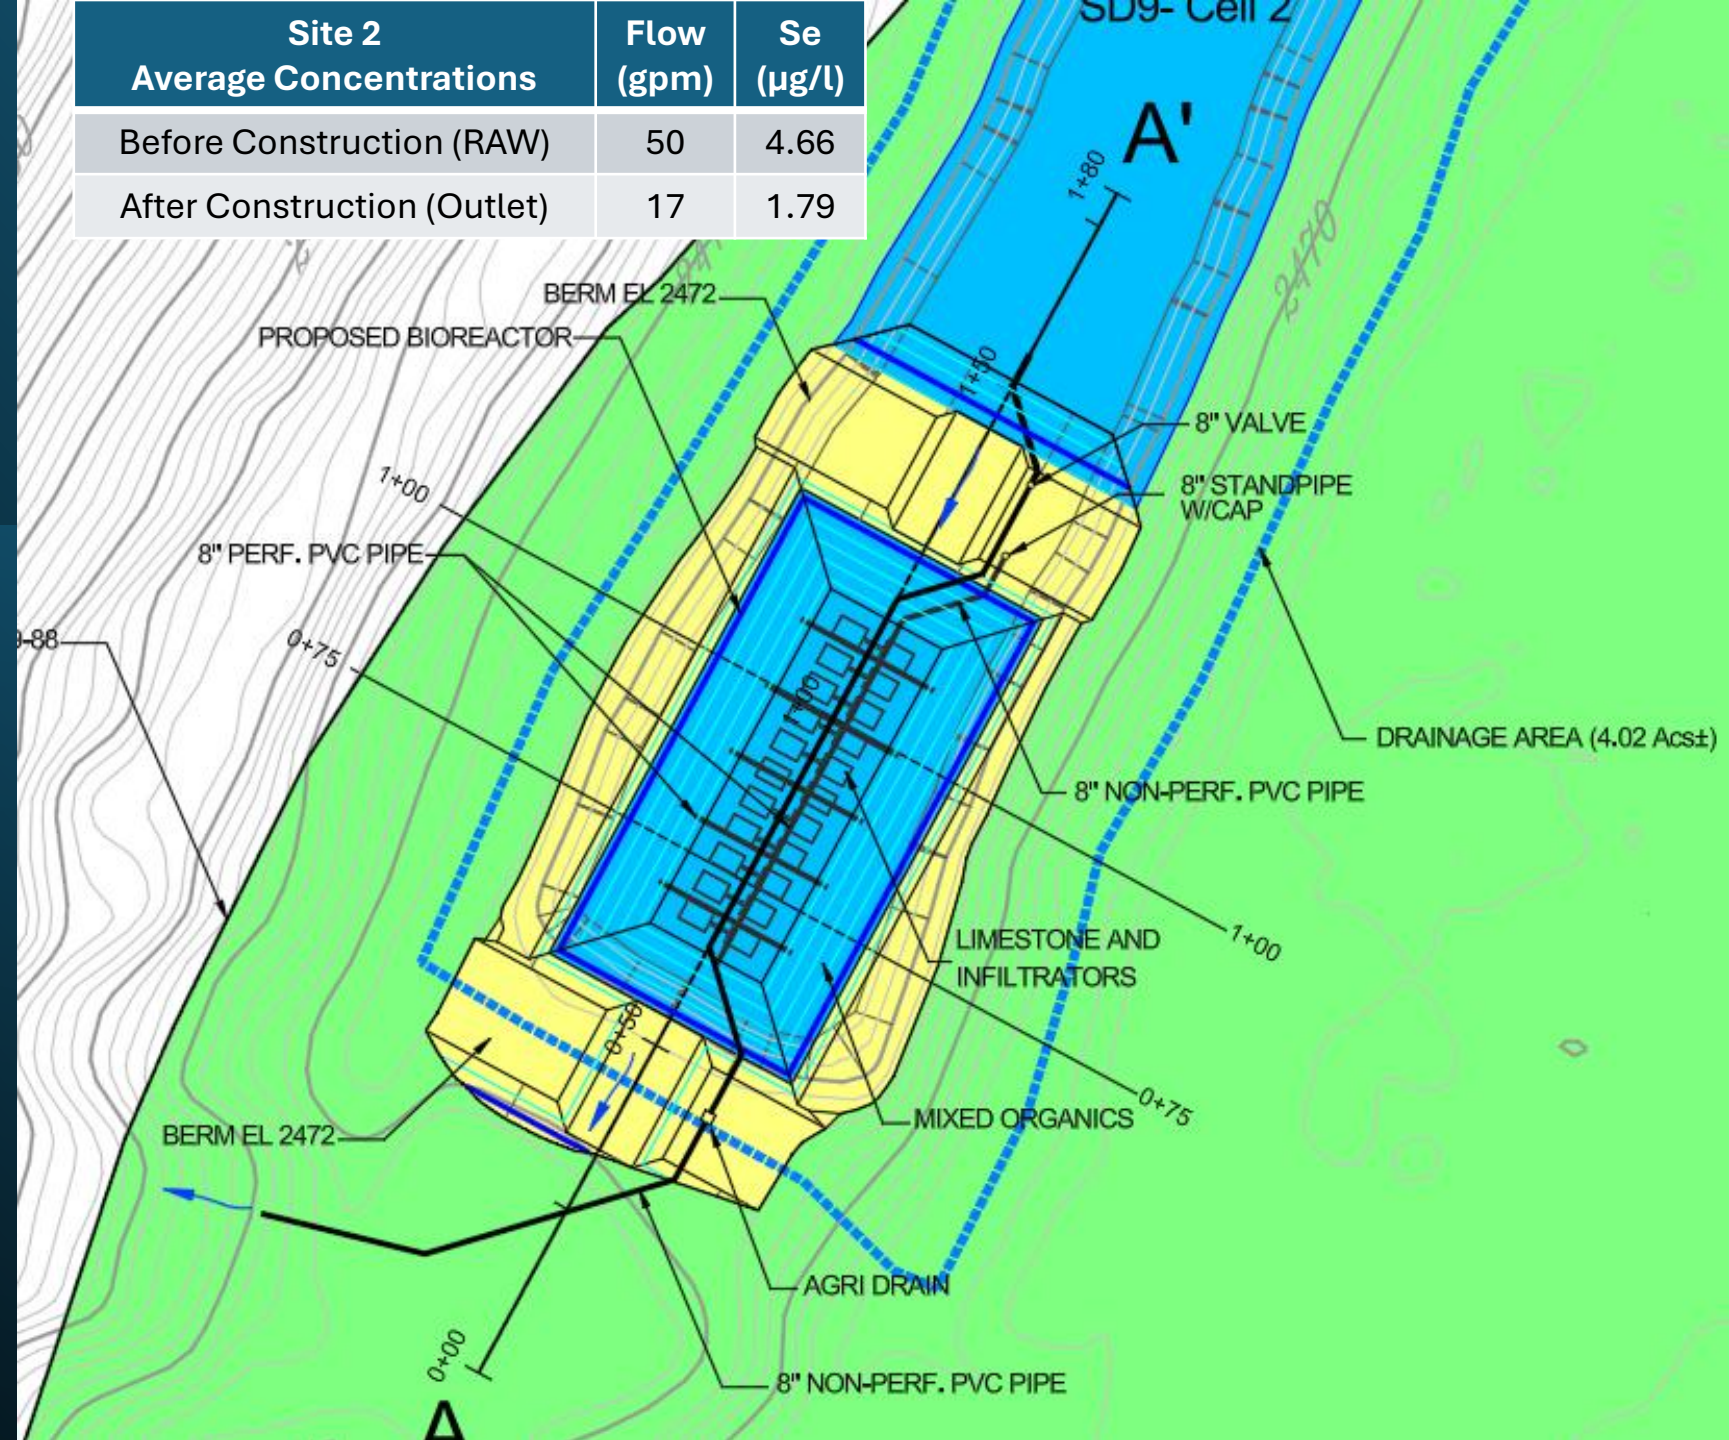 Site 2
Average Concentrations
Flow
(gpm)
Se
(µg/l)
Before Construction (RAW)
50
4.66
After Construction (Outlet)
17
1.79
SD9- Cell 2
A'
1+80
2470
BERM EL 2472
PROPOSED BIOREACTOR
1+50
8" VALVE
8" STANDPIPE
W/CAP
1+00
8" PERF. PVC PIPE
9-88
0+75
1+00
DRAINAGE AREA (4.02 Acs±)
8" NON-PERF. PVC PIPE
1+00
LIMESTONE AND
INFILTRATORS
0+50
0+75
MIXED ORGANICS
BERM EL 2472
AGRI DRAIN
0+00
8" NON-PERF. PVC PIPE
A